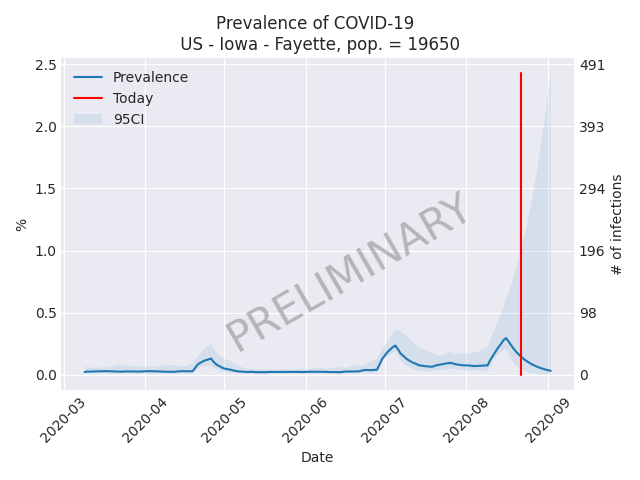 Prevalence of COVID-19
US - Iowa - Fayette, pop. = 19650
Prevalence
Today
95CI
2.5
2.0
1.5
1.0
0.5
0.0
%
491
393
294
196
98
0
# of infections
PRELIMINARY
2020-03
2020-04
2020-05
2020-06
2020-07
2020-08
2020-09
Date